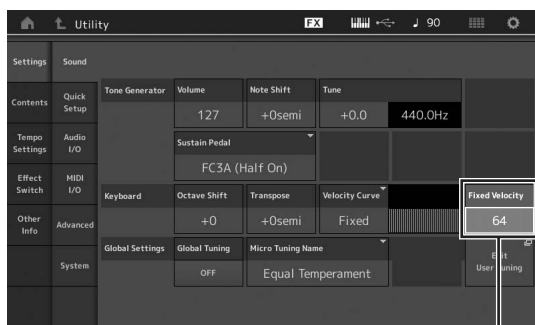 Utility FX 90
Settings Sound
Contents Quick Setup
Tempo Settings Audio I/O
Effect Switch MIDI I/O
Other Info Advanced
System
Tone Generator Volume Note Shift Tune
127 +0semi +0.0 440.0Hz
Sustain Pedal
FC3A (Half On)
Keyboard Octave Shift Transpose Velocity Curve Fixed Velocity
+0 +0semi Fixed 64
Global Settings Global Tuning Micro Tuning Name
OFF Equal Temperament
User